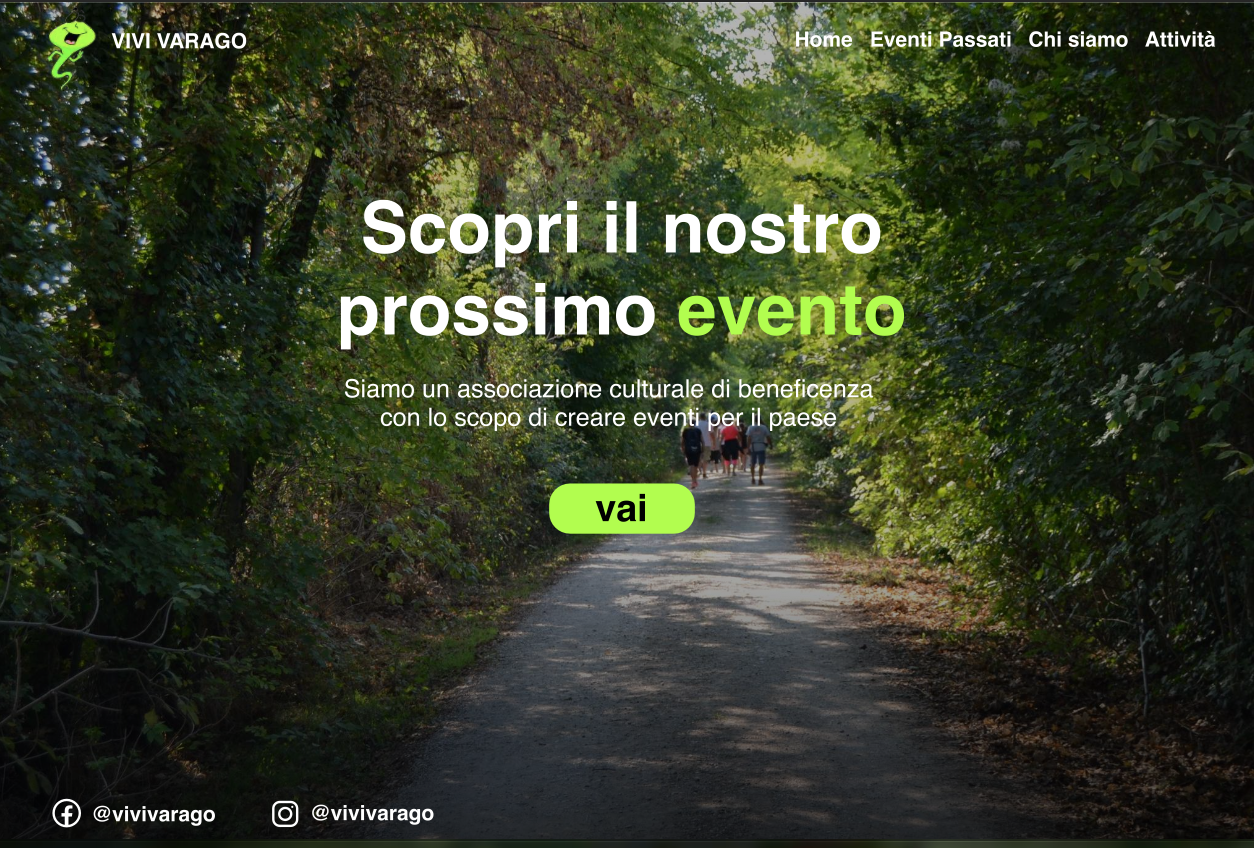 VIVI VARAGO
Home Eventi Passati Chi siamo Attività
Scopri il nostro
prossimo evento
Siamo un associazione culturale di beneficenza
con lo scopo di creare eventi per il paese
vai
@vivivarago
@vivivarago